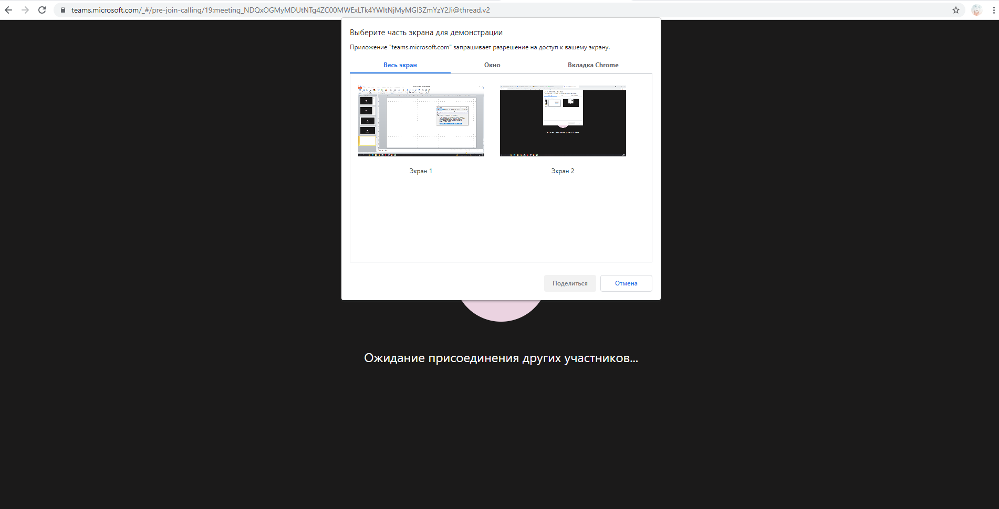 teams.microsoft.com/_#/pre-join-calling/19:meeting_NDQxOGMyMDUtNTg4ZC00MWExLTk4YWItNjMyMGI3ZmYzY2Ji@thread.v2
Выберите часть экрана для демонстрации
Приложение "teams.microsoft.com" запрашивает разрешение на доступ к вашему экрану.
Весь экран Окно Вкладка Chrome
Экран 1 Экран 2
Поделиться Отмена
Ожидание присоединения других участников...